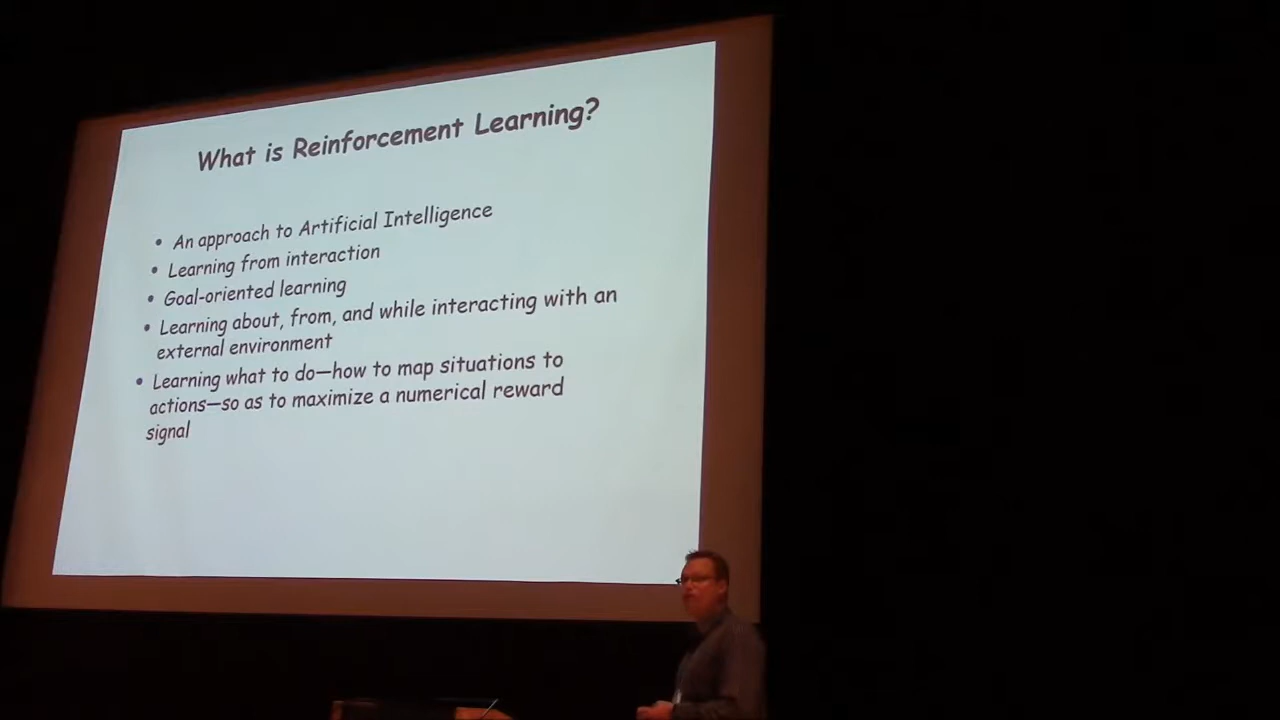 What is Reinforcement Learning?
• An approach to Artificial Intelligence
• Learning from interaction
• Goal-oriented learning
• Learning about, from, and while interacting with an
external environment
• Learning what to do—how to map situations to
actions—so as to maximize a numerical reward
signal